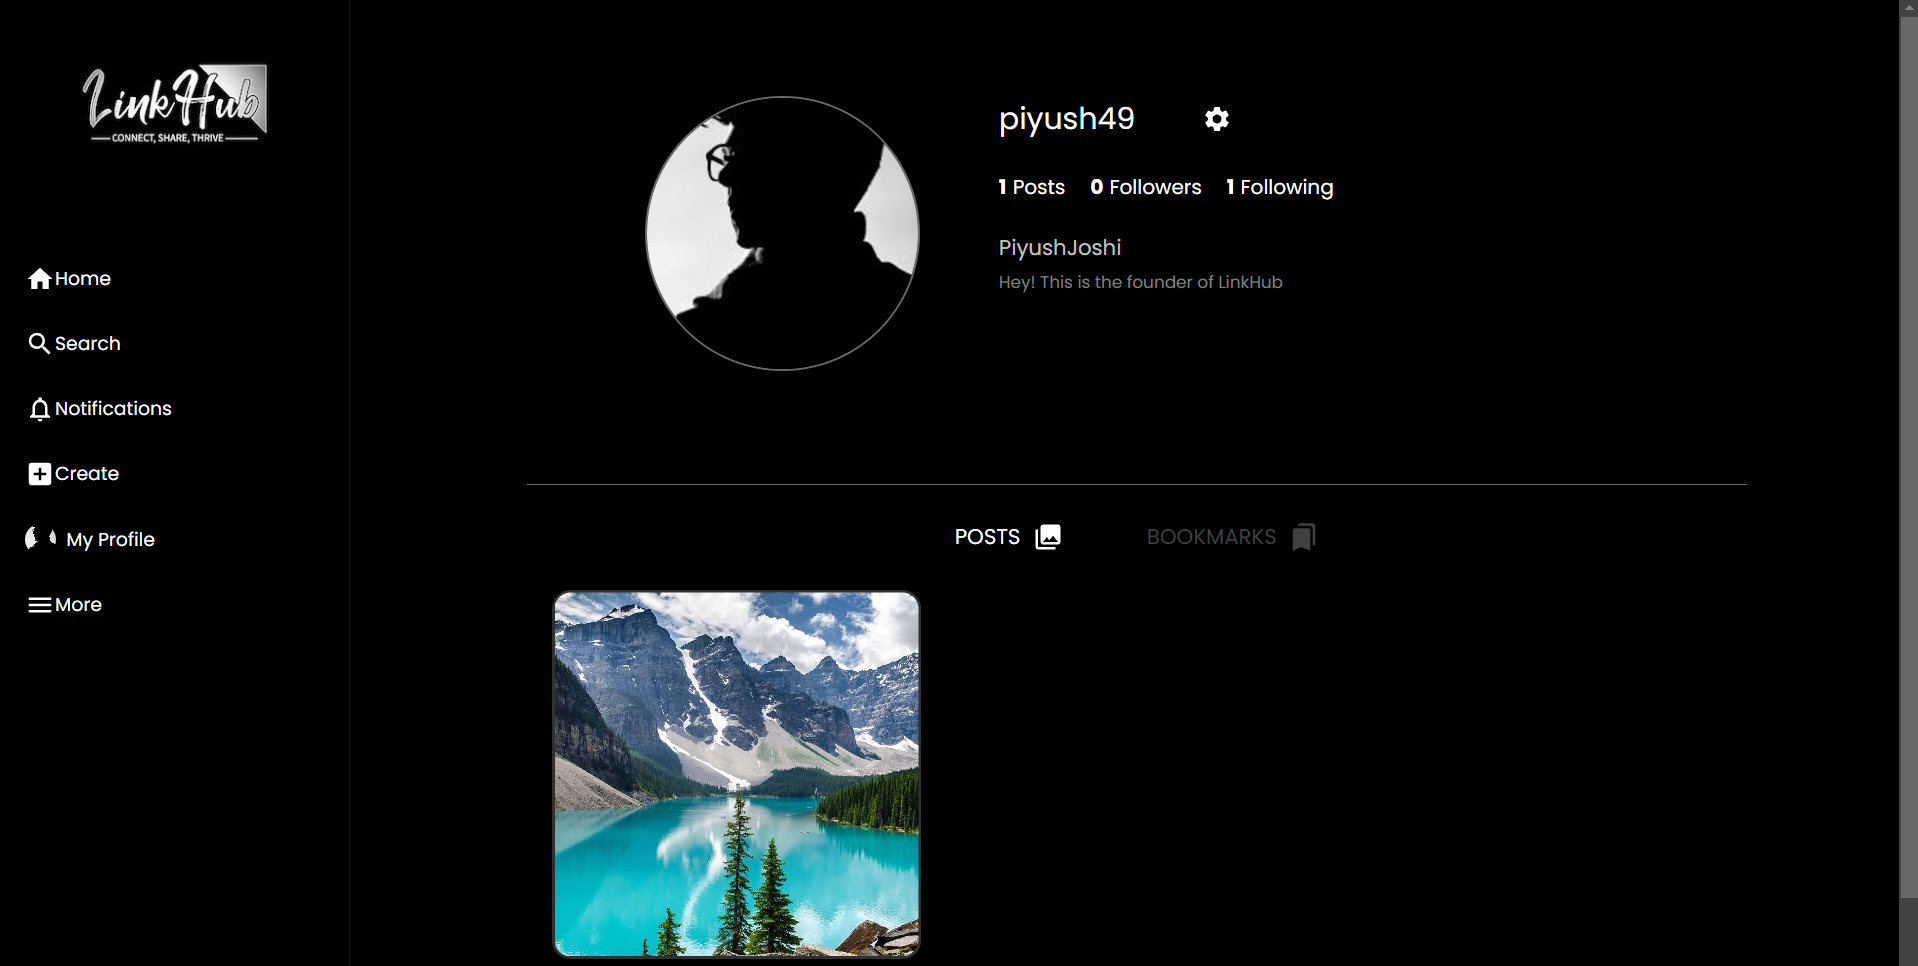 LinkHub
CONNECT, SHARE, THRIVE
Home
Search
Notifications
Create
My Profile
More
piyush49
1 Posts 0 Followers 1 Following
PiyushJoshi
Hey! This is the founder of LinkHub
POSTS BOOKMARKS